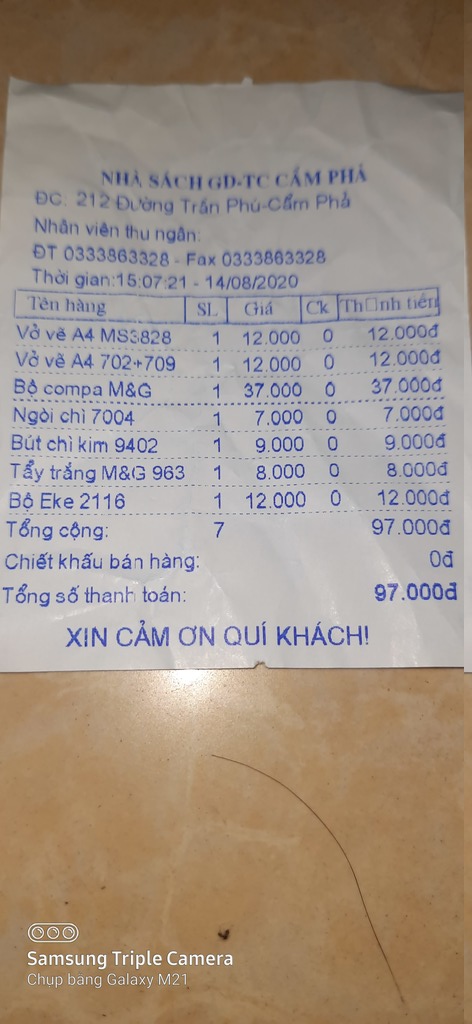 NHÀ SÁCH GD-TC CẨM PHẢ
ĐC. 212 Đường Trần Phú-Cẩm Phả
Nhân viên thu ngân:
ĐT 0333863328 - Fax 0333863328
Thời gian:15:07:21 - 14/08/2020
Tên hàng SL Giá Ck Th□nh tiền
Vở vẽ A4 MS3828 1 12.000 0 12.000đ
Vở vẽ A4 702+709 1 12.000 0 12.000đ
Bộ compa M&G 1 37.000 0 37.000đ
Ngòi chì 7004 1 7.000 0 7.000đ
Bút chì kim 9402 1 9.000 0 9.000đ
Tẩy trắng M&G 963 1 8.000 0 8.000đ
Bộ Eke 2116 1 12.000 0 12.000đ
Tổng cộng: 7 97.000đ
Chiết khấu bán hàng: 0đ
Tổng số thanh toán: 97.000đ
XIN CẢM ƠN QUÍ KHÁCH!
Samsung Triple Camera
Chụp bằng Galaxy M21